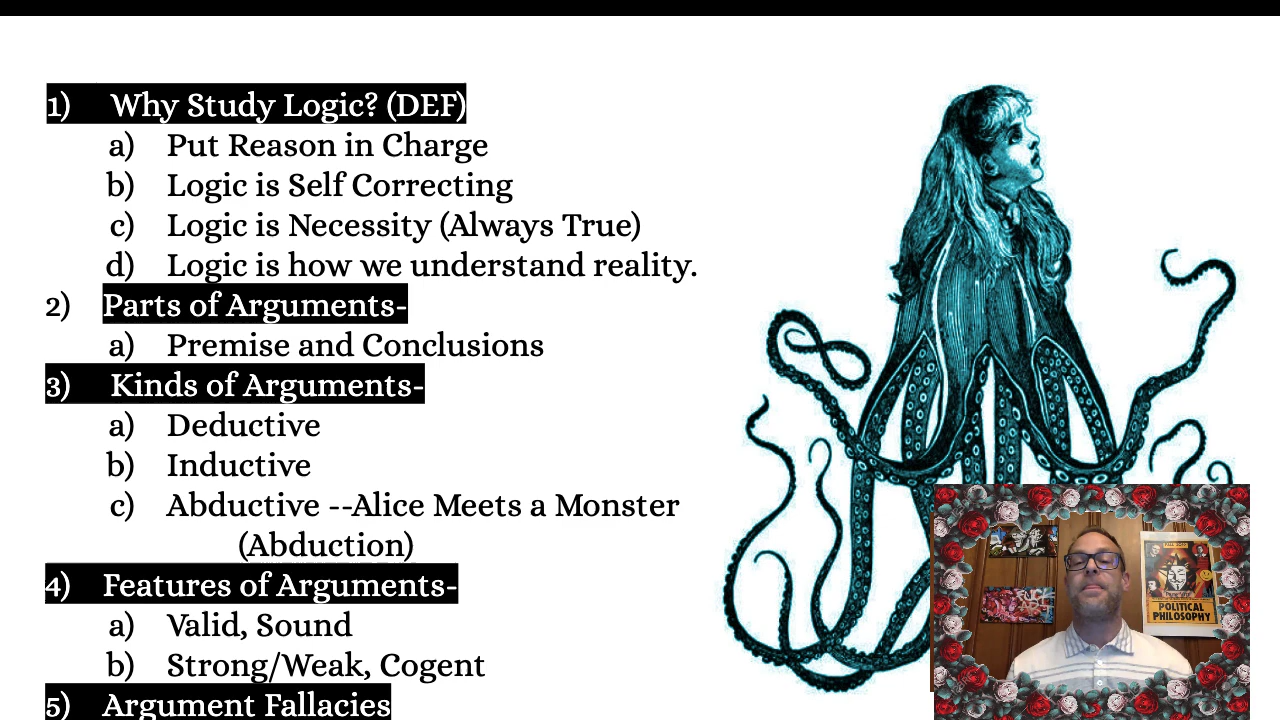 1) Why Study Logic? (DEF)
a) Put Reason in Charge
b) Logic is Self Correcting
c) Logic is Necessity (Always True)
d) Logic is how we understand reality.
2) Parts of Arguments-
a) Premise and Conclusions
3) Kinds of Arguments-
a) Deductive
b) Inductive
c) Abductive --Alice Meets a Monster
(Abduction)
4) Features of Arguments-
a) Valid, Sound
b) Strong/Weak, Cogent
5) Argument Fallacies
FUCK
ART
POLITICAL
PHILOSOPHY